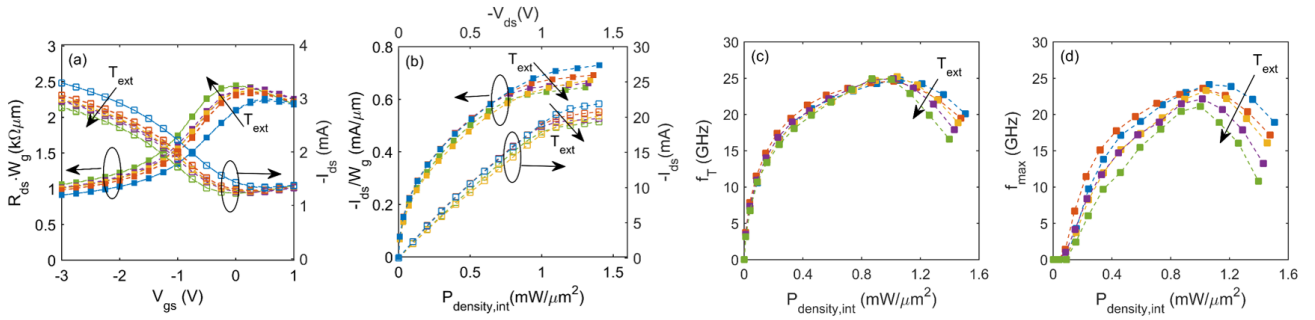 (a)
R_ds·W_g (kΩμm)
3
2.5
2
1.5
1
0.5
0
T_ext
T_ext
4
3
2
1
0
-I_ds (mA)
-3
-2
-1
0
1
V_gs (V)
-V_ds(V)
0
0.6
1
1.6
(b)
-I_ds/W_g (mA/μm)
0.8
0.6
0.4
0.2
0
T_ext
T_ext
30
25
20
15
10
5
0
-I_ds (mA)
0
0.6
1
1.6
P_density,int(mW/μm²)
(c)
f_T (GHz)
30
25
20
15
10
5
0
T_ext
0
0.4
0.8
1.2
1.6
P_density,int (mW/μm²)
(d)
f_max (GHz)
30
25
20
15
10
5
0
T_ext
0
0.4
0.8
1.2
1.6
P_density,int (mW/μm²)